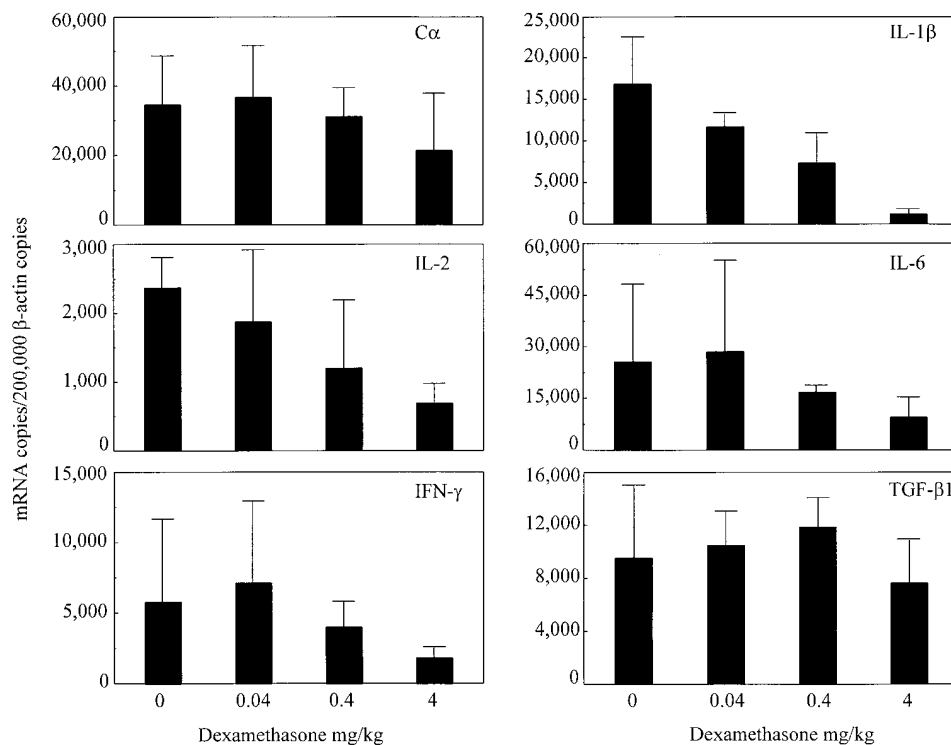 mRNA copies/200,000 β-actin copies
Cα
60,000
40,000
20,000
0
IL-1β
25,000
20,000
15,000
10,000
5,000
0
IL-2
3,000
2,000
1,000
0
IL-6
60,000
45,000
30,000
15,000
0
IFN-γ
15,000
10,000
5,000
0
TGF-β1
16,000
12,000
8,000
4,000
0
0 0.04 0.4 4
0 0.04 0.4 4
Dexamethasone mg/kg
Dexamethasone mg/kg